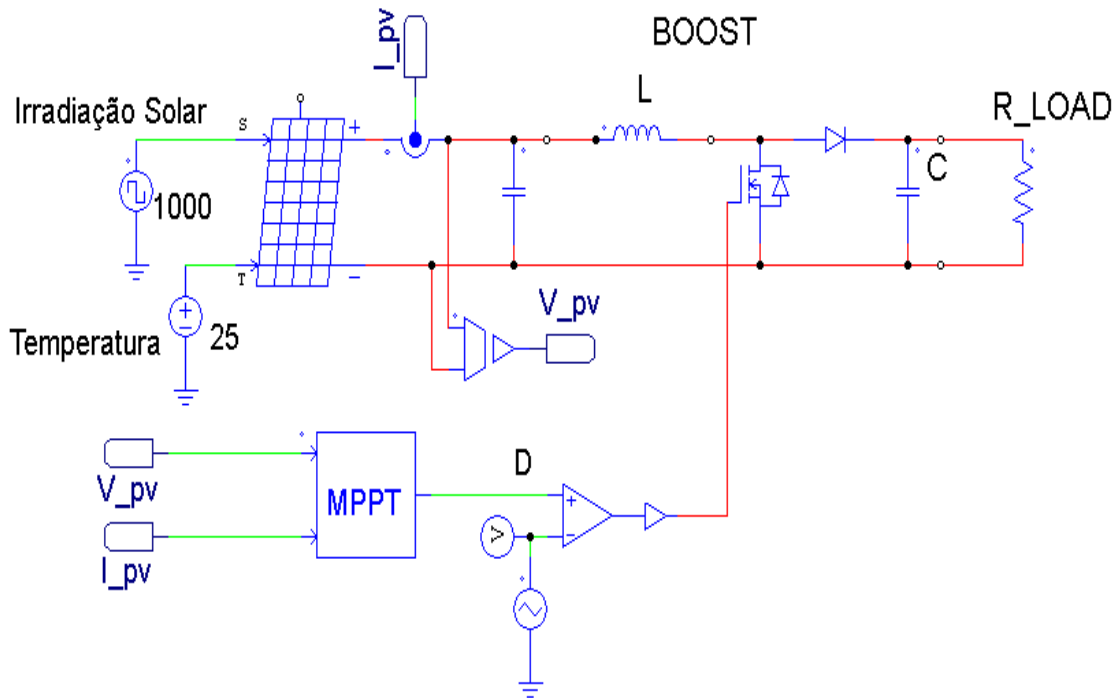 BOOST
I_pv
Irradiação Solar
L
R_LOAD
S
+
C
1000
T
-
V_pv
Temperatura
+
-
25
V_pv
MPPT
D
+
-
V
I_pv